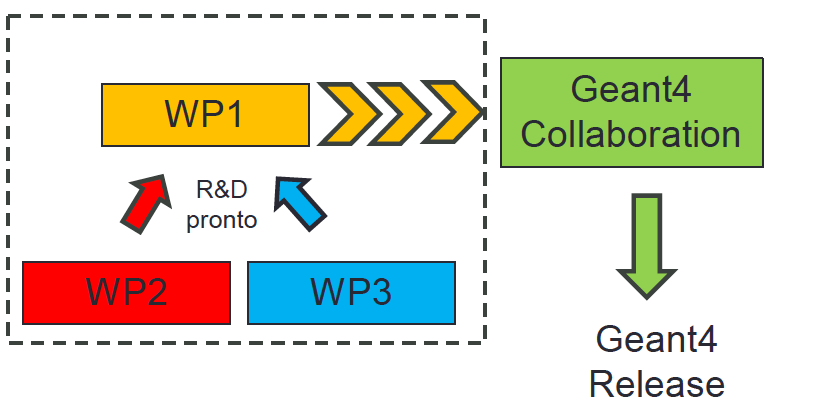 WP1
R&D
pronto
WP2
WP3
Geant4
Collaboration
Geant4
Release